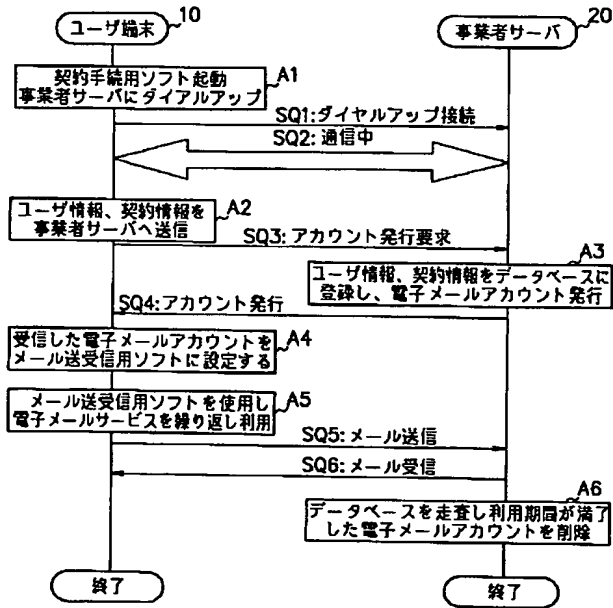 10
ユーザ端末
20
事業者サーバ
A1
契約手続用ソフト起動
事業者サーバにダイアルアップ
SQ1:ダイヤルアップ接続
SQ2:通信中
A2
ユーザ情報、契約情報を
事業者サーバへ送信
SQ3:アカウント発行要求
A3
ユーザ情報、契約情報をデータベースに
登録し、電子メールアカウント発行
SQ4:アカウント発行
受信した電子メールアカウントを
メール送受信用ソフトに設定する
A4
メール送受信用ソフトを使用し
電子メールサービスを繰り返し利用
A5
SQ5:メール送信
SQ6:メール受信
A6
データベースを走査し利用期間が満了
した電子メールアカウントを削除
終了
終了